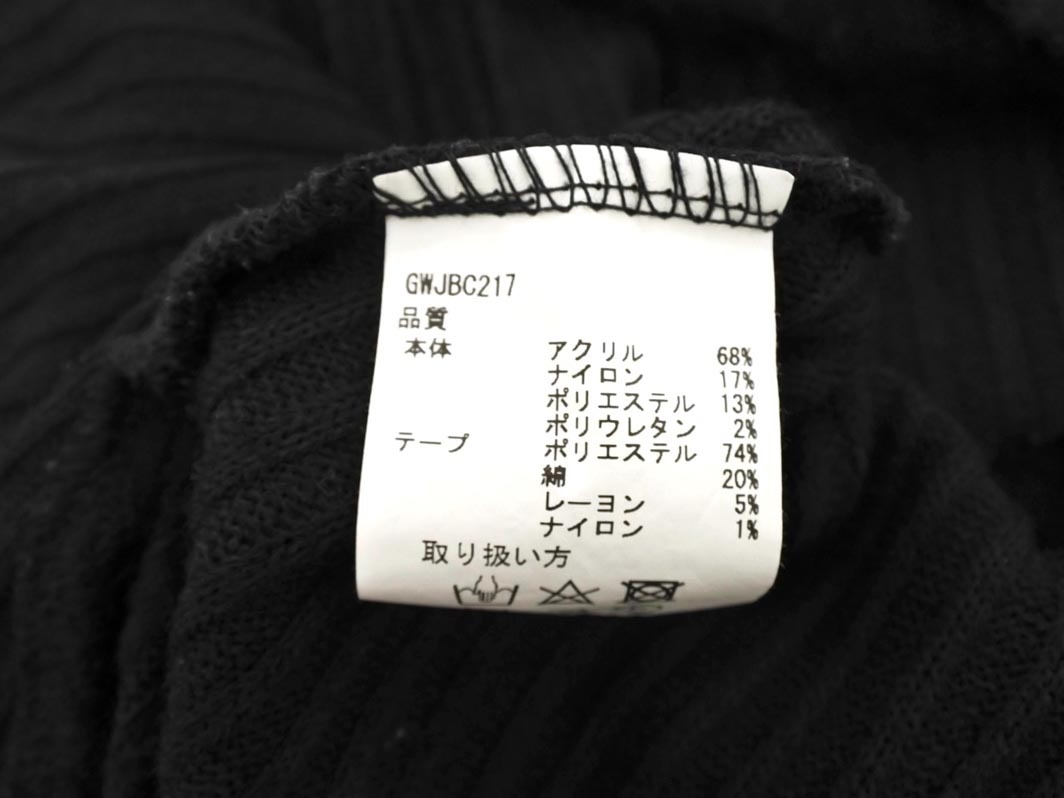 GWJBC217
品質
本体 アクリル 68%
ナイロン 17%
ポリエステル 13%
ポリウレタン 2%
テープ ポリエステル 74%
綿 20%
レーヨン 5%
ナイロン 1%
取り扱い方